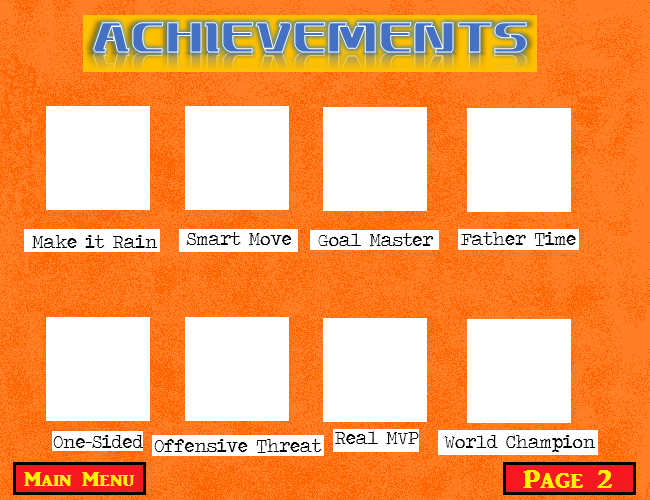 ACHIEVEMENTS
Make it Rain
Smart Move
Goal Master
Father Time
One-Sided
Offensive Threat
Real MVP
World Champion
Main Menu
Page 2